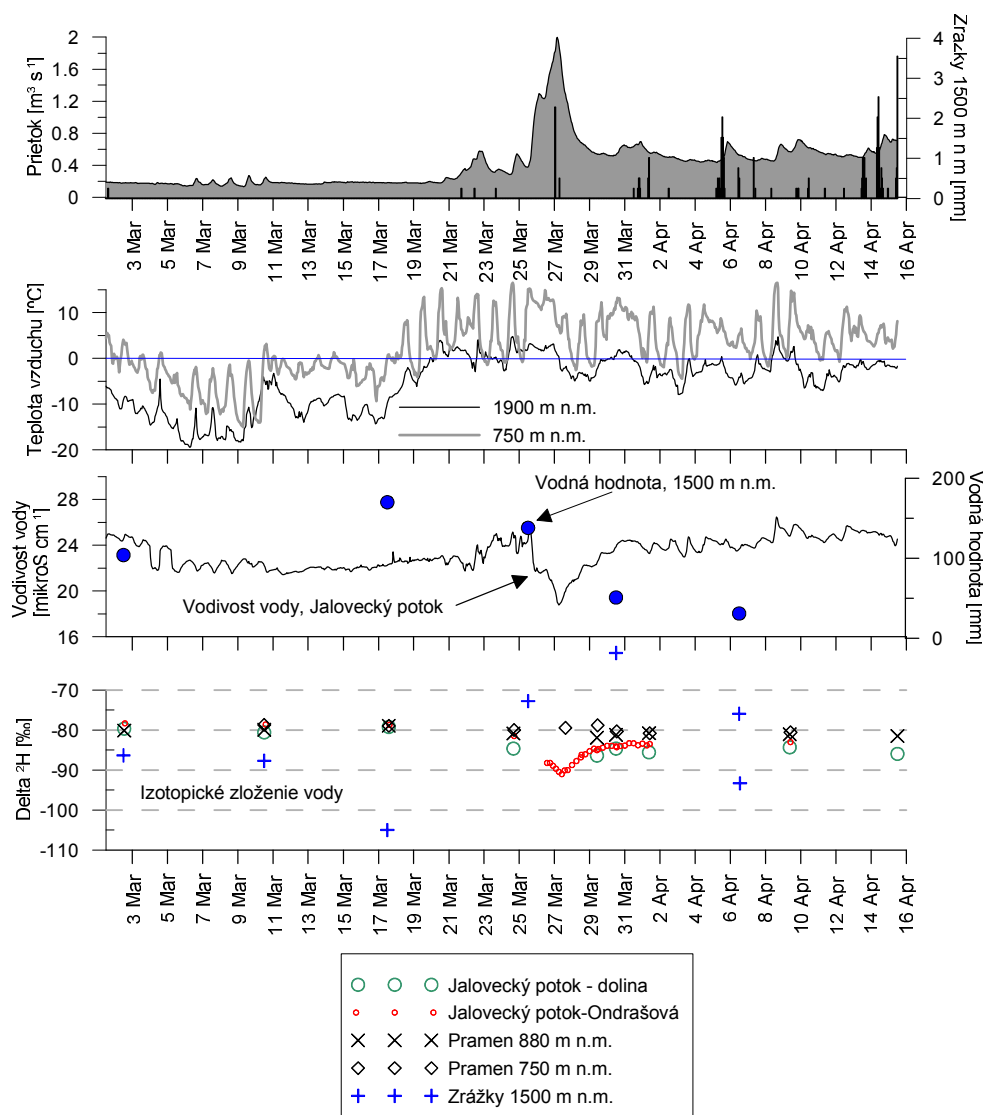 Prietok [m³ s⁻¹]
2
1.6
1.2
0.8
0.4
0
Zrážky 1500 m n m [mm]
4
3
2
1
0
3 Mar
5 Mar
7 Mar
9 Mar
11 Mar
13 Mar
15 Mar
17 Mar
19 Mar
21 Mar
23 Mar
25 Mar
27 Mar
29 Mar
31 Mar
2 Apr
4 Apr
6 Apr
8 Apr
10 Apr
12 Apr
14 Apr
16 Apr
Teplota vzduchu [ºC]
10
0
-10
-20
1900 m n.m.
750 m n.m.
Vodivost vody
[mikroS cm⁻¹]
28
24
20
16
Vodná hodnota, 1500 m n.m.
Vodivost vody, Jalovecký potok
Vodná
hodnota [mm]
200
100
0
Delta ²H [‰]
-70
-80
-90
-100
-110
Izotopické zloženie vody
3 Mar
5 Mar
7 Mar
9 Mar
11 Mar
13 Mar
15 Mar
17 Mar
19 Mar
21 Mar
23 Mar
25 Mar
27 Mar
29 Mar
31 Mar
2 Apr
4 Apr
6 Apr
8 Apr
10 Apr
12 Apr
14 Apr
16 Apr
Jalovecký potok - dolina
Jalovecký potok-Ondrašová
Pramen 880 m n.m.
Pramen 750 m n.m.
Zrážky 1500 m n.m.